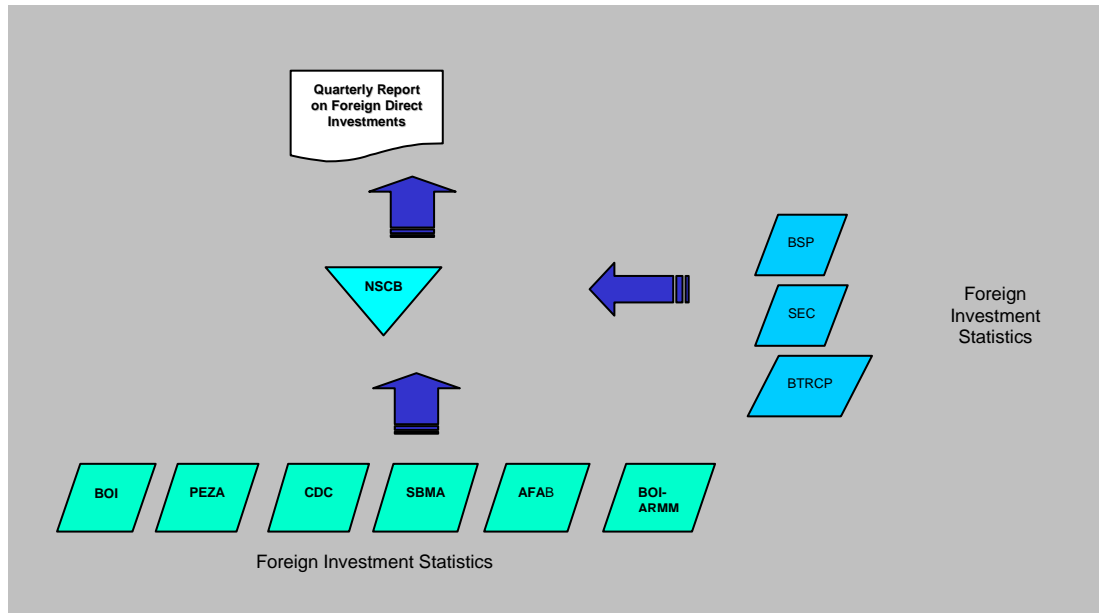 Quarterly Report
on Foreign Direct
Investments
BSP
NSCB
SEC
Foreign
Investment
Statistics
BTRCP
BOI
PEZA
CDC
SBMA
AFAB
BOI-
ARMM
Foreign Investment Statistics